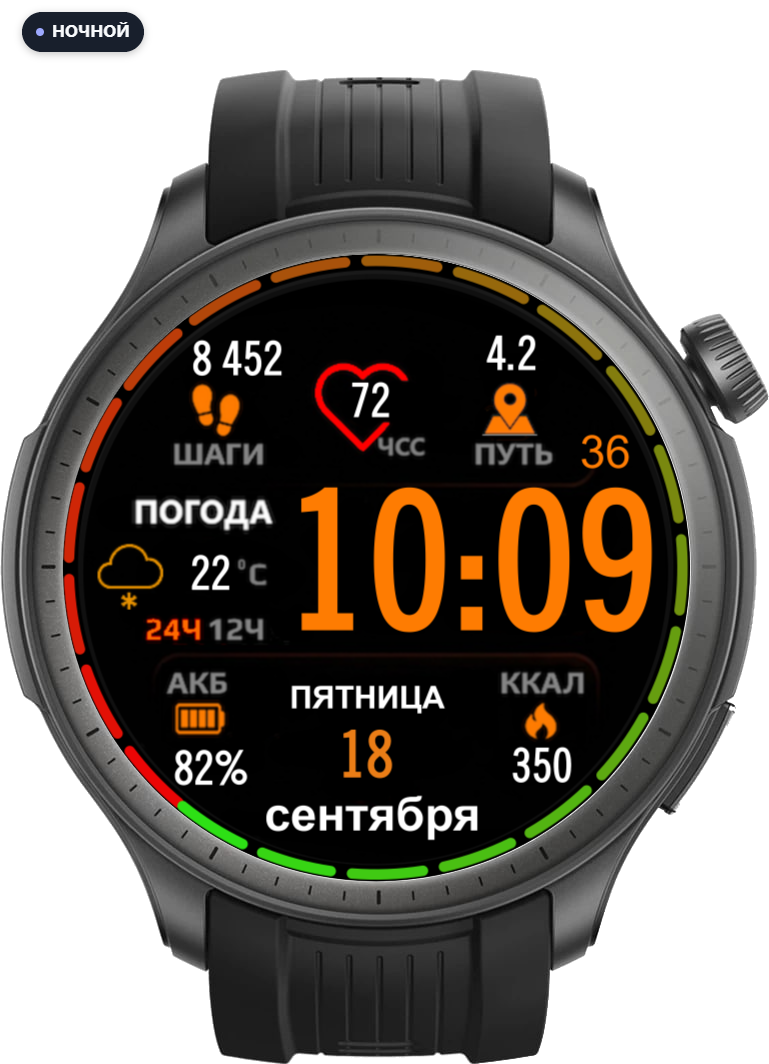 НОЧНОЙ
8 452
72
4.2
ШАГИ
ЧСС
ПУТЬ
36
ПОГОДА
22 °C
10:09
24Ч 12Ч
АКБ
ПЯТНИЦА
ККАЛ
82%
18
350
сентября